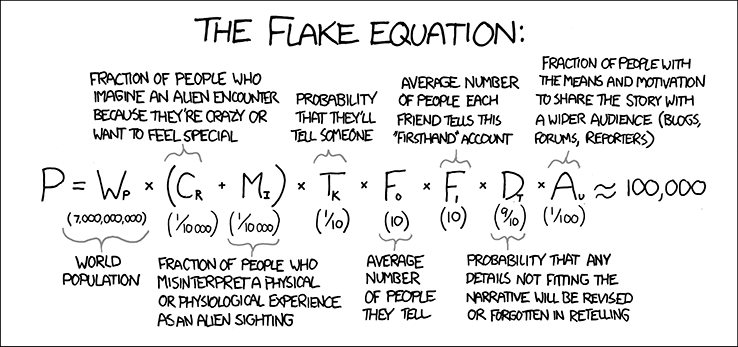 THE FLAKE EQUATION:
FRACTION OF PEOPLE WHO
IMAGINE AN ALIEN ENCOUNTER
BECAUSE THEY'RE CRAZY OR
WANT TO FEEL SPECIAL
PROBABILITY
THAT THEY'LL
TELL SOMEONE
AVERAGE NUMBER
OF PEOPLE EACH
FRIEND TELLS THIS
"FIRSTHAND" ACCOUNT
FRACTION OF PEOPLE WITH
THE MEANS AND MOTIVATION
TO SHARE THE STORY WITH
A WIDER AUDIENCE (BLOGS,
FORUMS, REPORTERS)
P = WP × (CR + MI) × TK × F0 × F1 × DT × AU ≈ 100,000
(7,000,000,000) (1/10000) (1/10000) (1/10) (10) (10) (9/10) (1/100)
WORLD
POPULATION
FRACTION OF PEOPLE WHO
MISINTERPRET A PHYSICAL
OR PHYSIOLOGICAL EXPERIENCE
AS AN ALIEN SIGHTING
AVERAGE
NUMBER
OF PEOPLE
THEY TELL
PROBABILITY THAT ANY
DETAILS NOT FITTING THE
NARRATIVE WILL BE REVISED
OR FORGOTTEN IN RETELLING